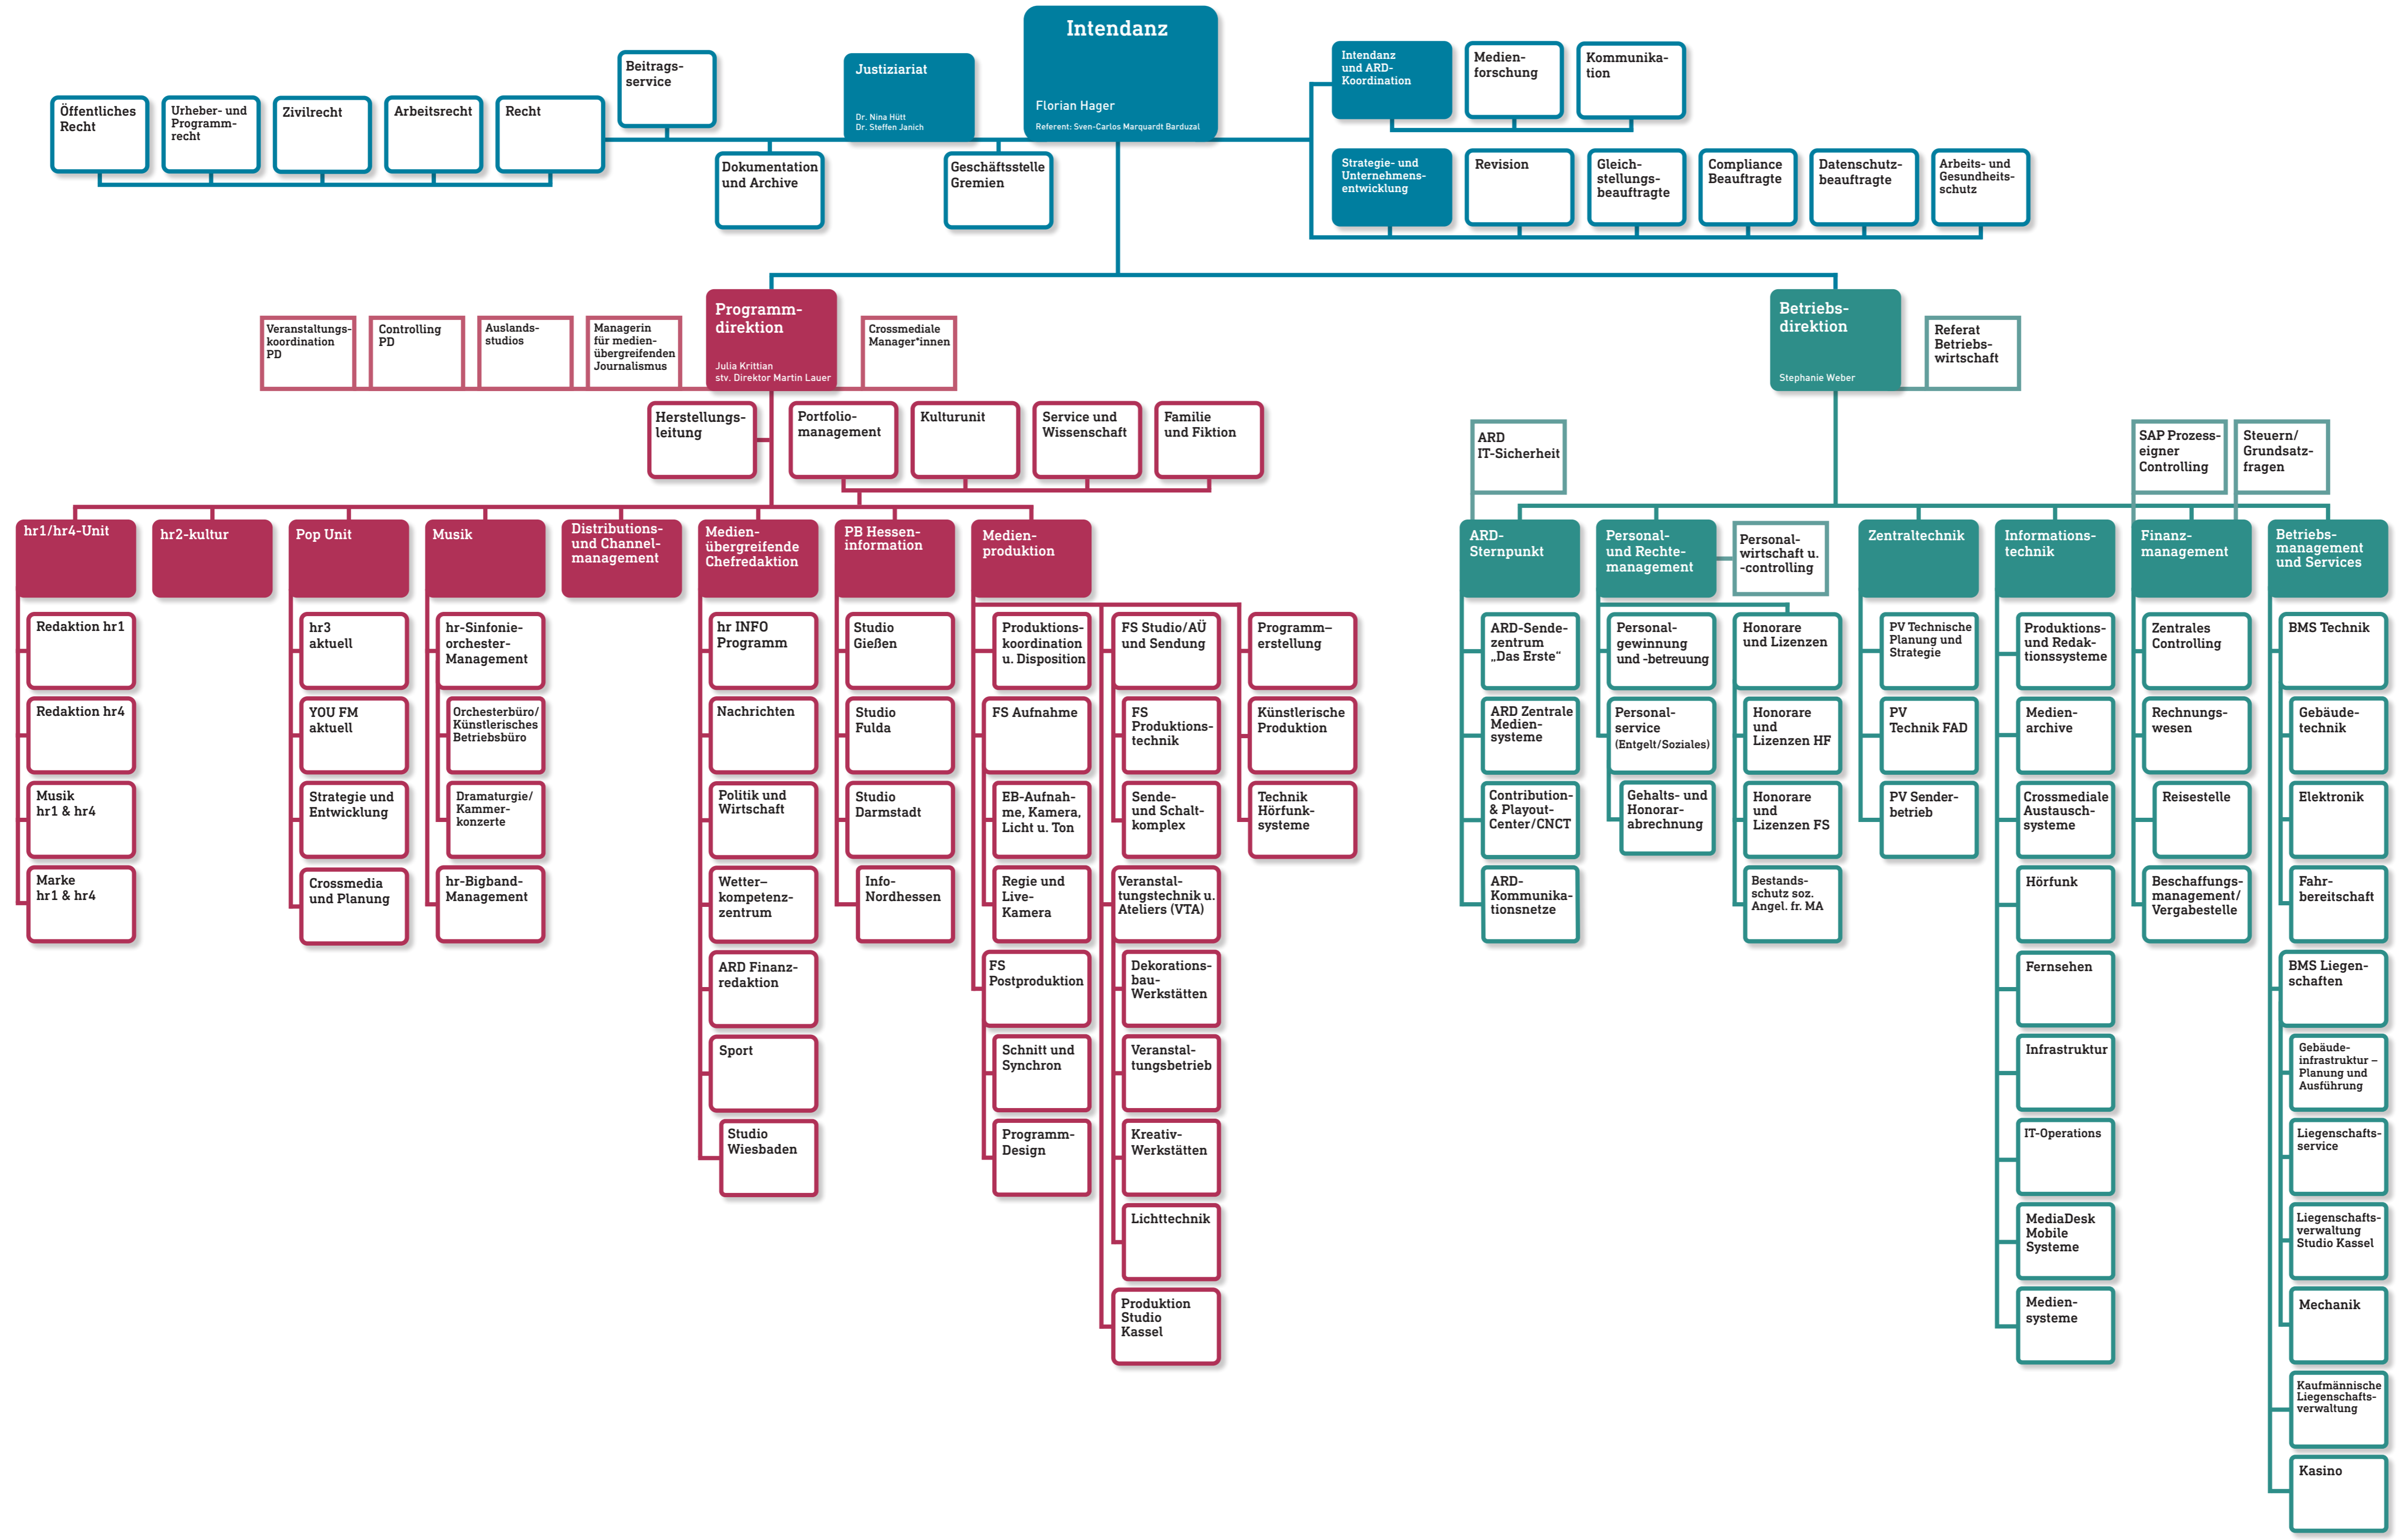 Intendanz
Florian Hager
Referent: Sven-Carlos Marquardt Barduzal
Justiziariat
Dr. Nina Hütt
Dr. Steffen Janich
Beitrags-
service
Öffentliches
Recht
Urheber- und
Programm-
recht
Zivilrecht
Arbeitsrecht
Recht
Dokumentation
und Archive
Geschäftsstelle
Gremien
Intendanz
und ARD-
Koordination
Medien-
forschung
Kommunika-
tion
Strategie- und
Unternehmens-
entwicklung
Revision
Gleich-
stellungs-
beauftragte
Compliance
Beauftragte
Datenschutz-
beauftragte
Arbeits- und
Gesundheits-
schutz
Veranstaltungs-
koordination
PD
Controlling
PD
Auslands-
studios
Managerin
für medien-
übergreifenden
Journalismus
Programm-
direktion
Julia Krittian
stv. Direktor Martin Lauer
Crossmediale
Manager*innen
Betriebs-
direktion
Stephanie Weber
Referat
Betriebs-
wirtschaft
Herstellungs-
leitung
Portfolio-
management
Kulturunit
Service und
Wissenschaft
Familie
und Fiktion
ARD
IT-Sicherheit
SAP Prozess-
eigner
Controlling
Steuern/
Grundsatz-
fragen
hr1/hr4-Unit
Redaktion hr1
Redaktion hr4
Musik
hr1 & hr4
Marke
hr1 & hr4
hr2-kultur
Pop Unit
hr3
aktuell
YOU FM
aktuell
Strategie und
Entwicklung
Crossmedia
und Planung
Musik
hr-Sinfonie-
orchester-
Management
Orchesterbüro/
Künstlerisches
Betriebsbüro
Dramaturgie/
Kammer-
konzerte
hr-Bigband-
Management
Distributions-
und Channel-
management
Medien-
übergreifende
Chefredaktion
hr INFO
Programm
Nachrichten
Politik und
Wirtschaft
Wetter–
kompetenz-
zentrum
ARD Finanz-
redaktion
Sport
Studio
Wiesbaden
PB Hessen-
information
Studio
Gießen
Studio
Fulda
Studio
Darmstadt
Info-
Nordhessen
Medien-
produktion
Produktions-
koordination
u. Disposition
FS Aufnahme
EB-Aufnah-
me, Kamera,
Licht u. Ton
Regie und
Live-
Kamera
FS
Postproduktion
Schnitt und
Synchron
Programm-
Design
FS Studio/AÜ
und Sendung
FS
Produktions-
technik
Sende-
und Schalt-
komplex
Veranstal-
tungstechnik u.
Ateliers (VTA)
Dekorations-
bau-
Werkstätten
Veranstal-
tungsbetrieb
Kreativ-
Werkstätten
Lichttechnik
Produktion
Studio
Kassel
Programm–
erstellung
Künstlerische
Produktion
Technik
Hörfunk-
systeme
ARD-
Sternpunkt
ARD-Sende-
zentrum
„Das Erste“
ARD Zentrale
Medien-
systeme
Contribution-
& Playout-
Center/CNCT
ARD-
Kommunika-
tionsnetze
Personal-
und Rechte-
management
Personal-
wirtschaft u.
-controlling
Personal-
gewinnung
und -betreuung
Personal-
service
(Entgelt/Soziales)
Gehalts- und
Honorar-
abrechnung
Honorare
und Lizenzen
Honorare
und
Lizenzen HF
Honorare
und
Lizenzen FS
Bestands-
schutz soz.
Angel. fr. MA
Zentraltechnik
PV Technische
Planung und
Strategie
PV
Technik FAD
PV Sender-
betrieb
Informations-
technik
Produktions-
und Redak-
tionssysteme
Medien-
archive
Crossmediale
Austausch-
systeme
Hörfunk
Fernsehen
Infrastruktur
IT-Operations
MediaDesk
Mobile
Systeme
Medien-
systeme
Finanz-
management
Zentrales
Controlling
Rechnungs-
wesen
Reisestelle
Beschaffungs-
management/
Vergabestelle
Betriebs-
management
und Services
BMS Technik
Gebäude-
technik
Elektronik
Fahr-
bereitschaft
BMS Liegen-
schaften
Gebäude-
infrastruktur –
Planung und
Ausführung
Liegenschafts-
service
Liegenschafts-
verwaltung
Studio Kassel
Mechanik
Kaufmännische
Liegenschafts-
verwaltung
Kasino